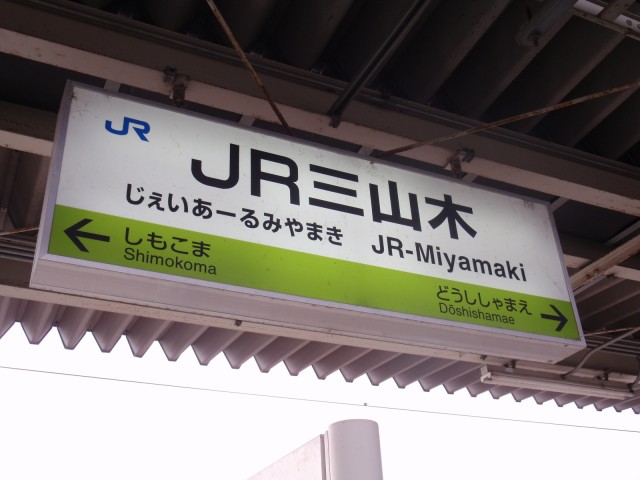 JR
JR三山木
じぇいあーるみやまき JR-Miyamaki
← しもこま
Shimokoma
どうししゃまえ →
Dōshishamae